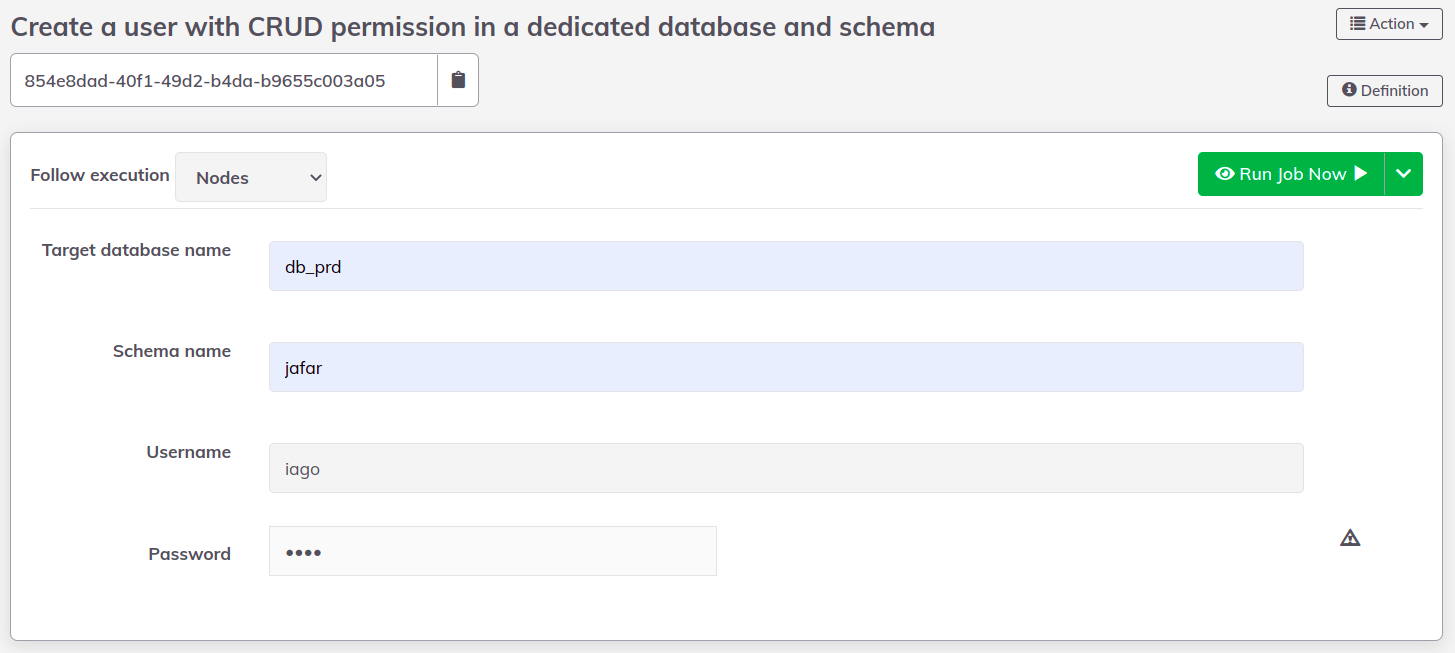 Create a user with CRUD permission in a dedicated database and schema
Action
854e8dad-40f1-49d2-b4da-b9655c003a05
Definition
Follow execution
Nodes
Run Job Now
Target database name
db_prd
Schema name
jafar
Username
iago
Password
••••